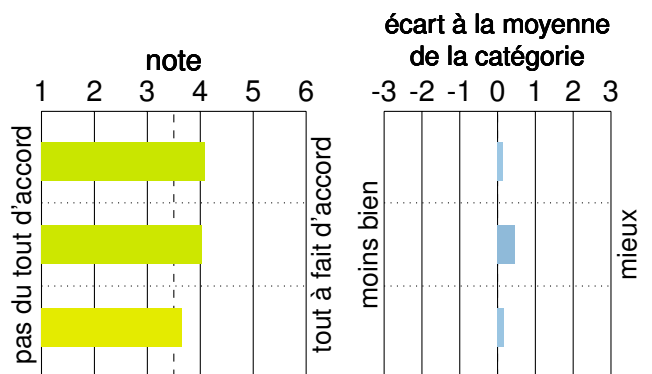 note
1 2 3 4 5 6
pas du tout d'accord
tout à fait d'accord
écart à la moyenne
de la catégorie
-3 -2 -1 0 1 2 3
moins bien
mieux